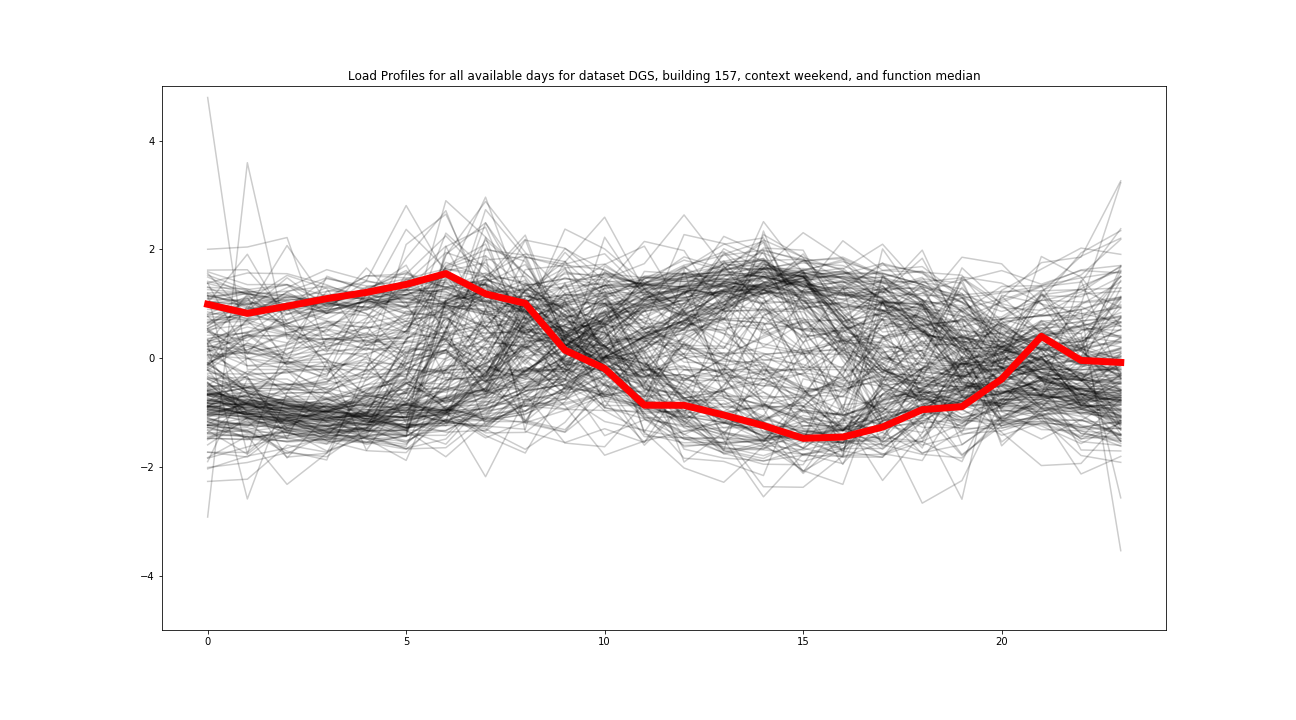 Load Profiles for all available days for dataset DGS, building 157, context weekend, and function median
4
2
0
−2
−4
0 5 10 15 20